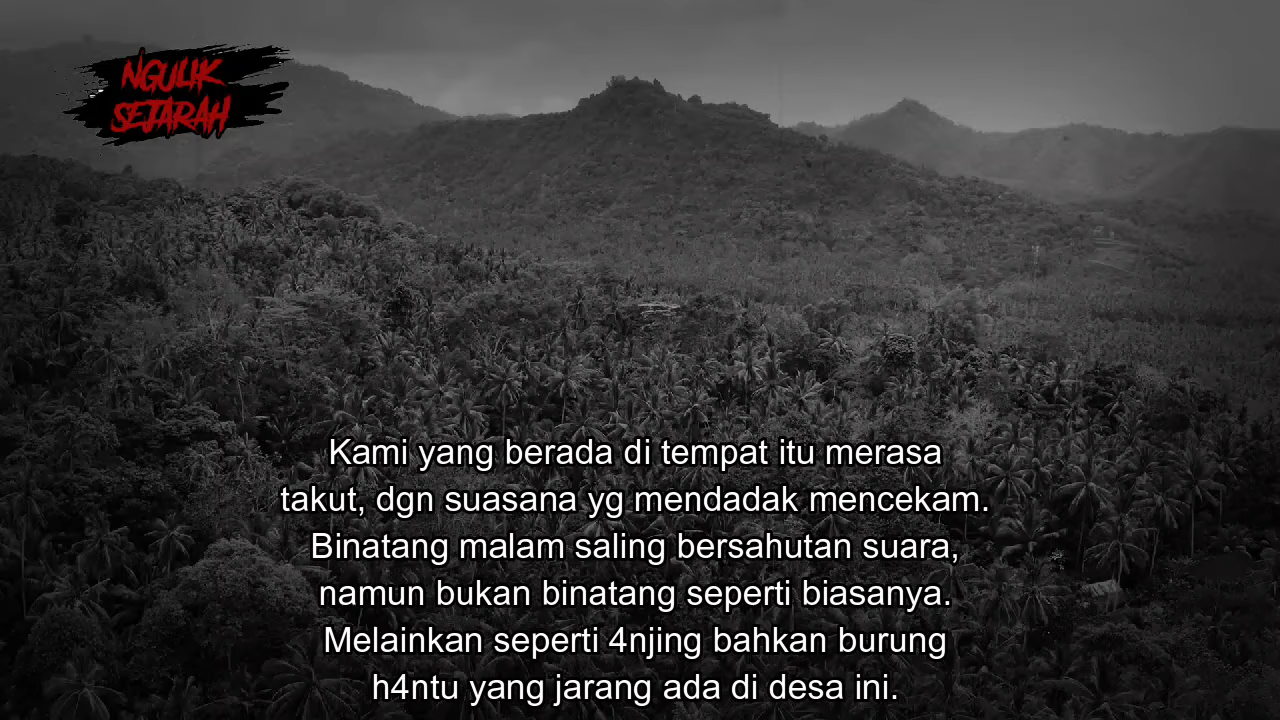 NGULIK
SEJARAH
Kami yang berada di tempat itu merasa
takut, dgn suasana yg mendadak mencekam.
Binatang malam saling bersahutan suara,
namun bukan binatang seperti biasanya.
Melainkan seperti 4njing bahkan burung
h4ntu yang jarang ada di desa ini.